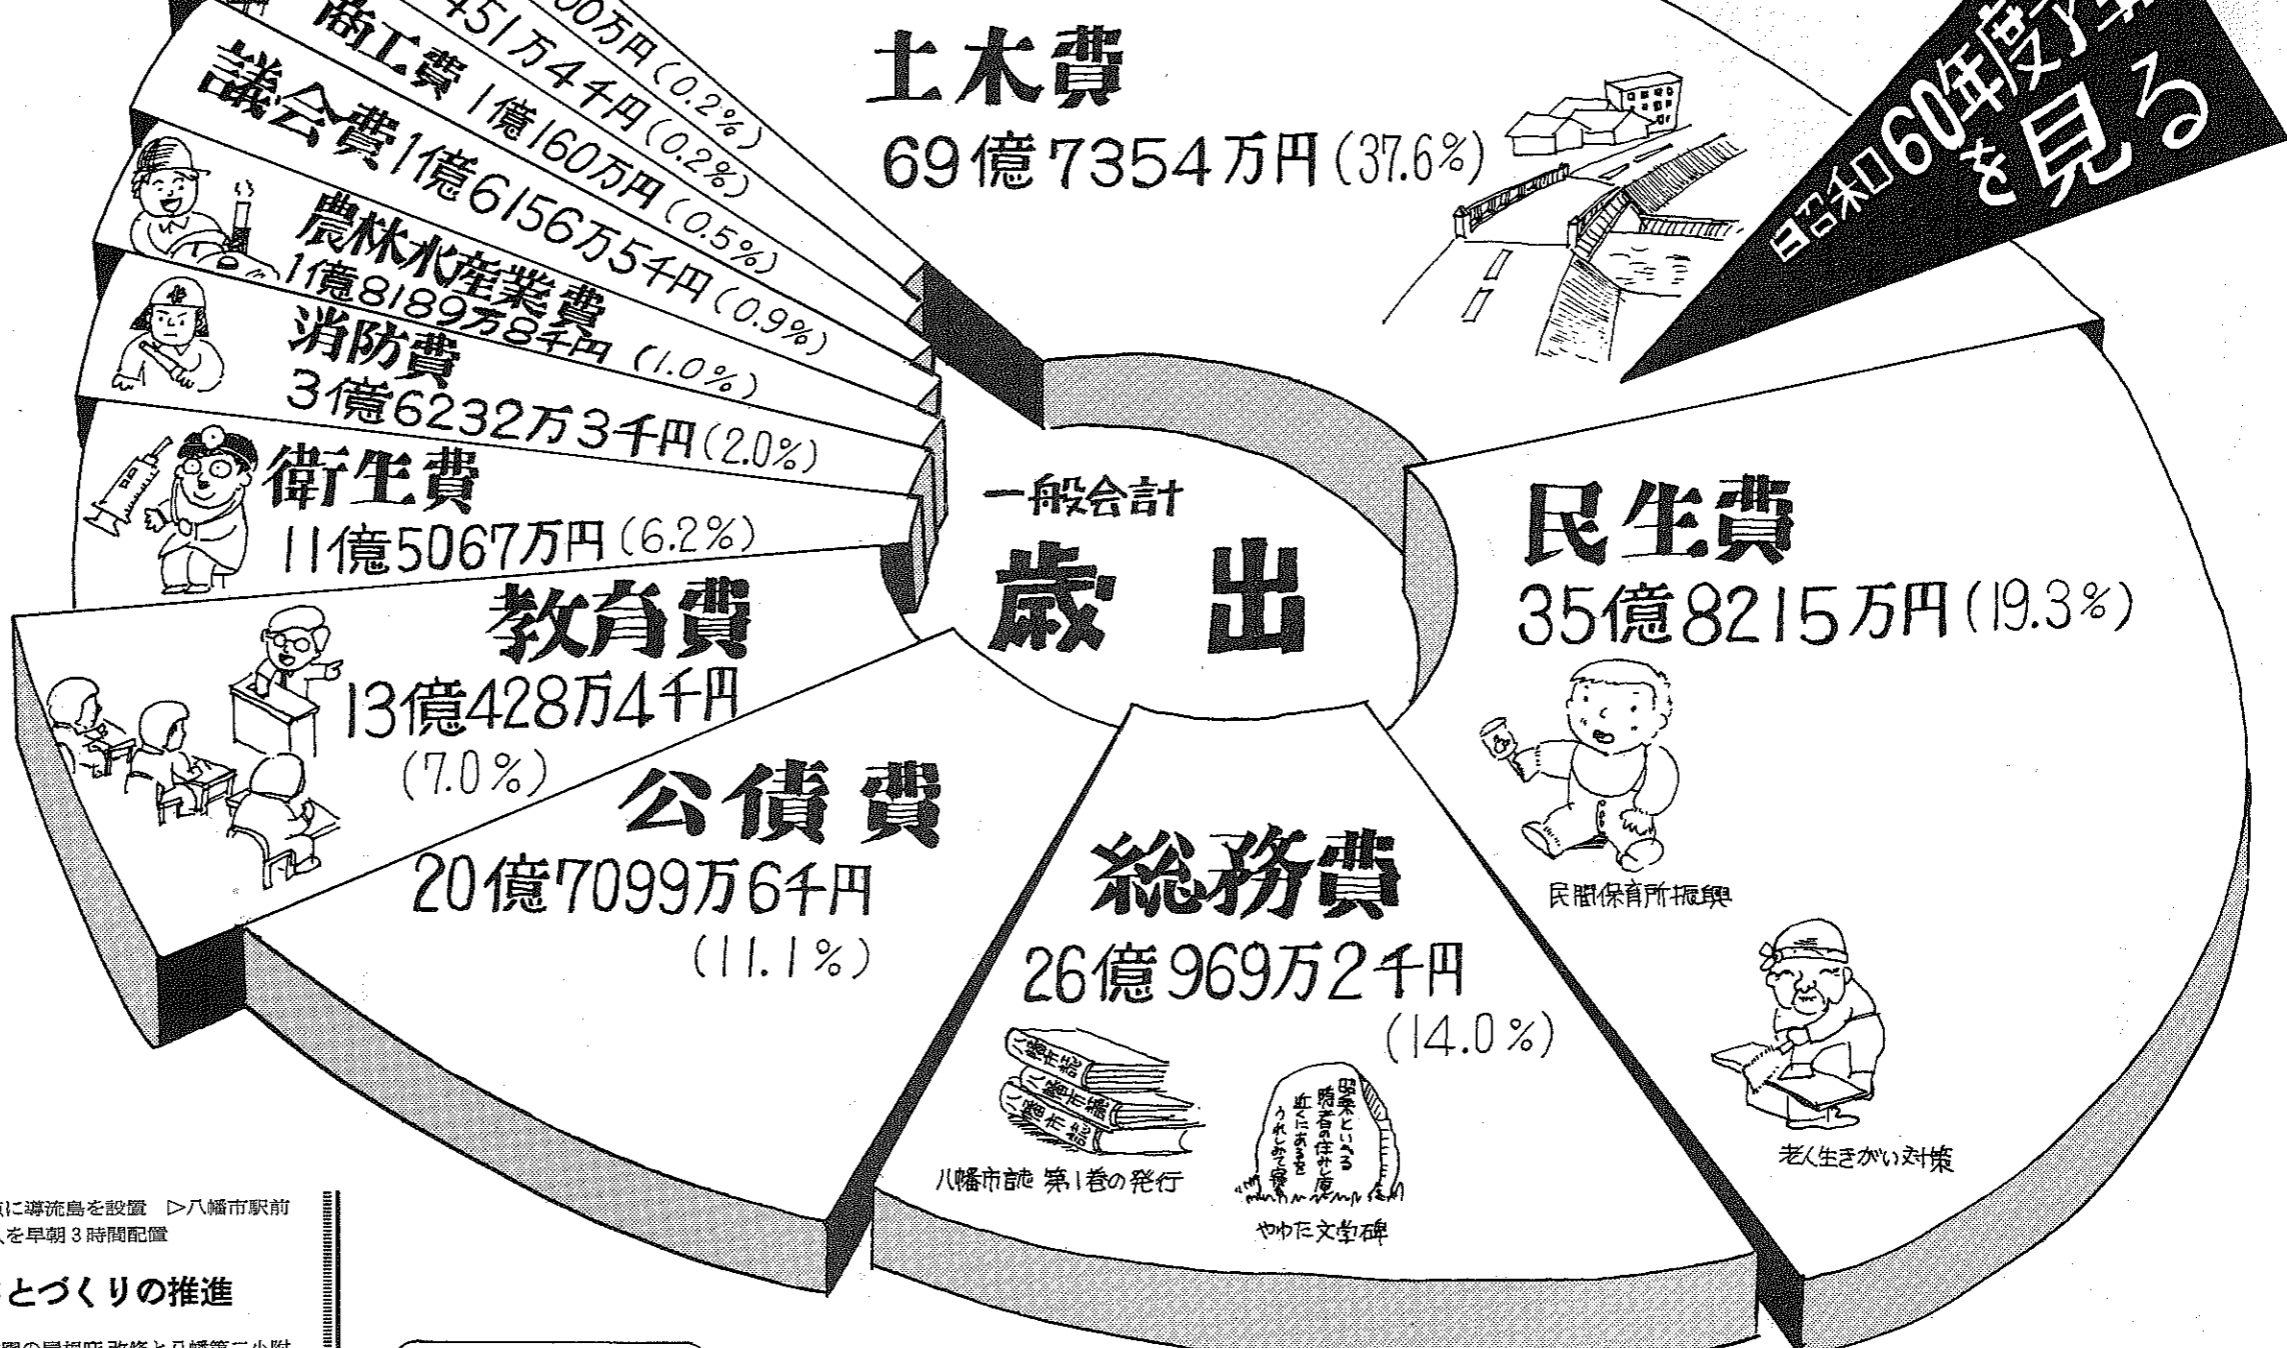 昭和60年度予
を見る
土木費
69億7354万円(37.6%)
00万円(0.2%)
451万4千円(0.2%)
商工費 1億160万円(0.5%)
議会費1億6156万5千円(0.9%)
農林水産業費
1億8189万8千円(1.0%)
消防費
3億6232万3千円(2.0%)
衛生費
11億5067万円(6.2%)
教育費
13億428万4千円
(7.0%)
公債費
20億7099万6千円
(11.1%)
総務費
26億969万2千円
(14.0%)
八幡市誌 第1巻の発行
やわた文学碑
民生費
35億8215万円(19.3%)
民間保育所振興
老人生きがい対策
一般会計
歳出
に導流島を設置 ▷八幡市駅前
を早朝3時間配置
とづくりの推進